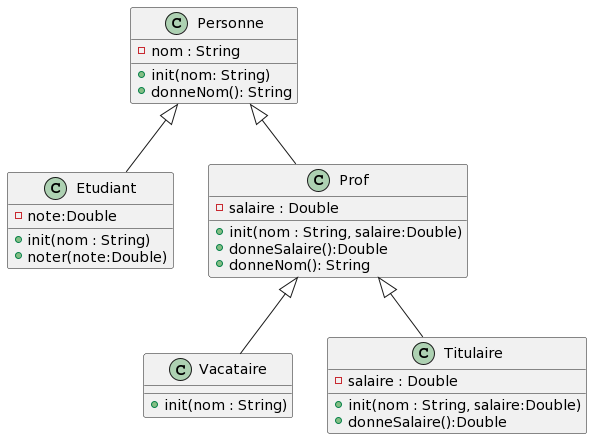 C Personne
nom : String
init(nom: String)
donneNom(): String
C Etudiant
note:Double
init(nom : String)
noter(note:Double)
C Prof
salaire : Double
init(nom : String, salaire:Double)
donneSalaire():Double
donneNom(): String
C Vacataire
init(nom : String)
C Titulaire
salaire : Double
init(nom : String, salaire:Double)
donneSalaire():Double